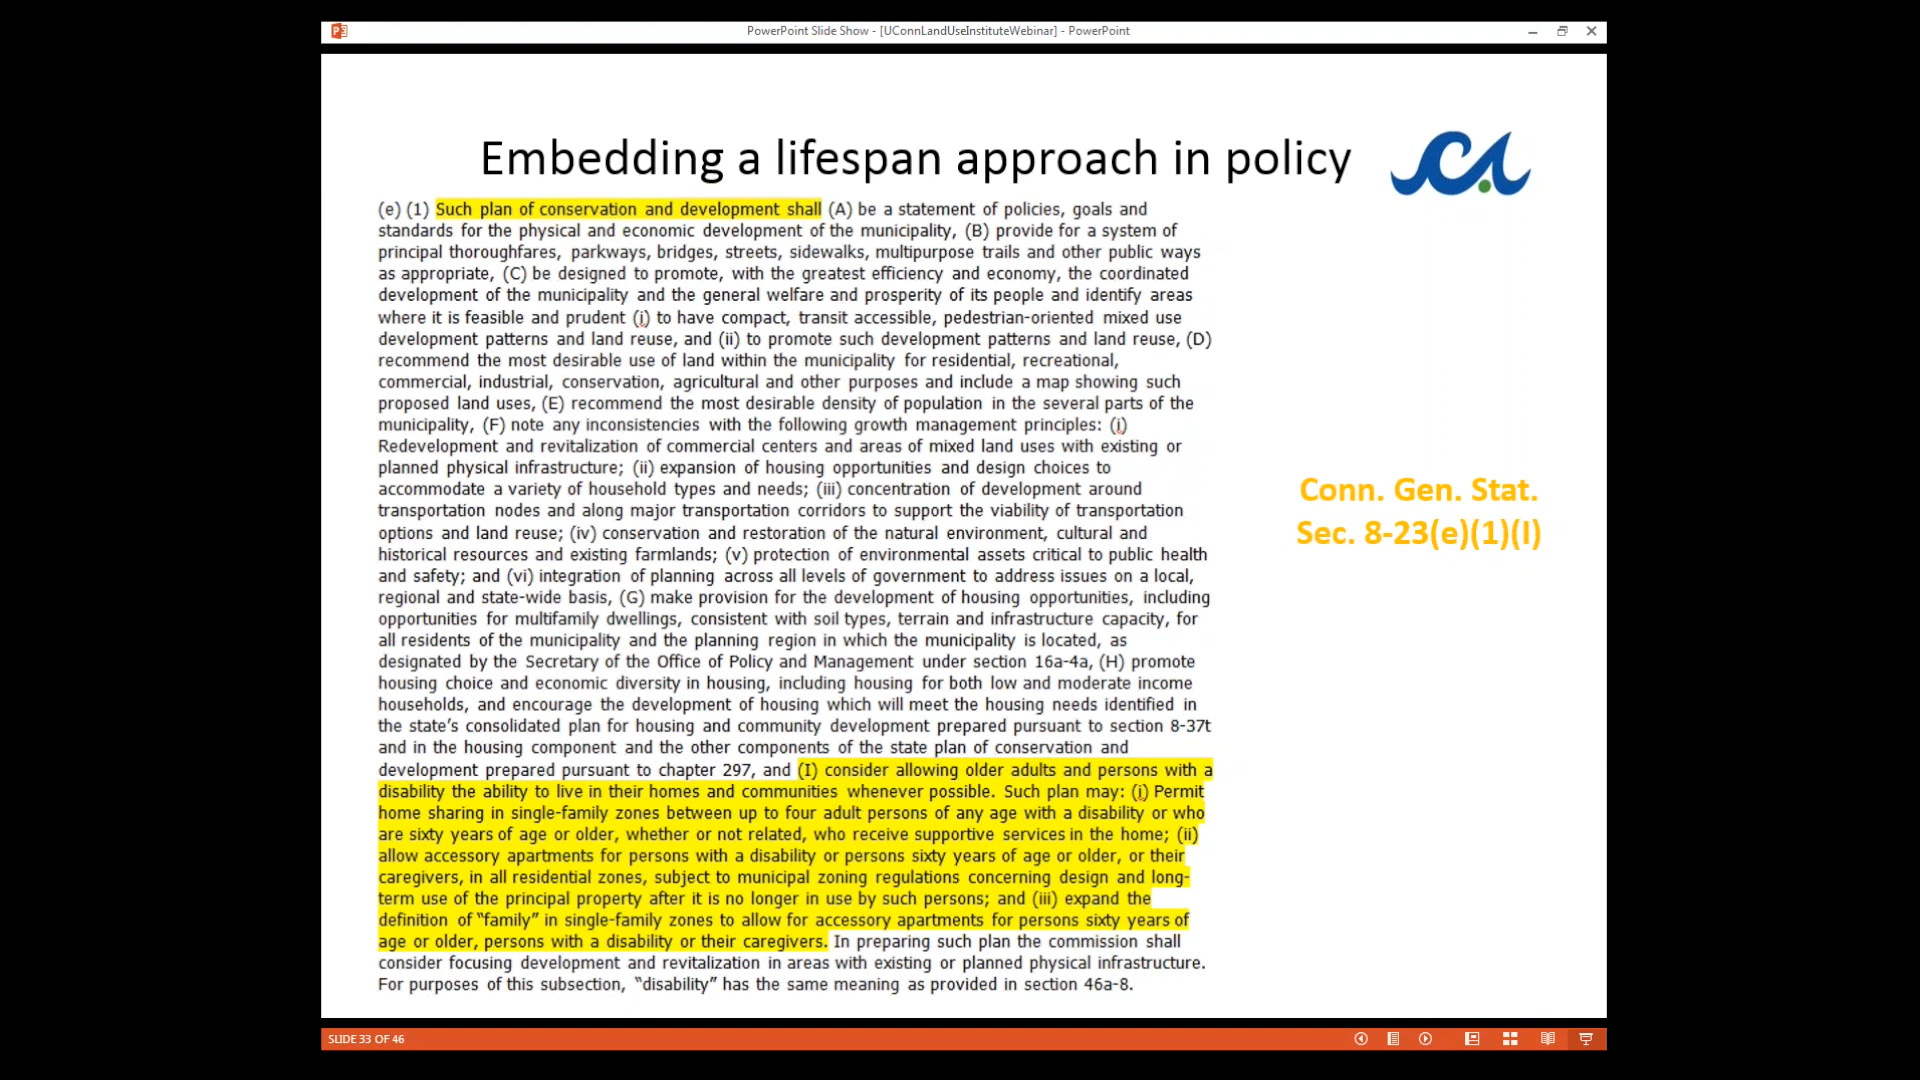 PowerPoint Slide Show - [UConnLandUseInstituteWebinar] - PowerPoint
Embedding a lifespan approach in policy
CA
(e) (1) Such plan of conservation and development shall (A) be a statement of policies, goals and
standards for the physical and economic development of the municipality, (B) provide for a system of
principal thoroughfares, parkways, bridges, streets, sidewalks, multipurpose trails and other public ways
as appropriate, (C) be designed to promote, with the greatest efficiency and economy, the coordinated
development of the municipality and the general welfare and prosperity of its people and identify areas
where it is feasible and prudent (i) to have compact, transit accessible, pedestrian-oriented mixed use
development patterns and land reuse, and (ii) to promote such development patterns and land reuse, (D)
recommend the most desirable use of land within the municipality for residential, recreational,
commercial, industrial, conservation, agricultural and other purposes and include a map showing such
proposed land uses, (E) recommend the most desirable density of population in the several parts of the
municipality, (F) note any inconsistencies with the following growth management principles: (i)
Redevelopment and revitalization of commercial centers and areas of mixed land uses with existing or
planned physical infrastructure; (ii) expansion of housing opportunities and design choices to
accommodate a variety of household types and needs; (iii) concentration of development around
transportation nodes and along major transportation corridors to support the viability of transportation
options and land reuse; (iv) conservation and restoration of the natural environment, cultural and
historical resources and existing farmlands; (v) protection of environmental assets critical to public health
and safety; and (vi) integration of planning across all levels of government to address issues on a local,
regional and state-wide basis, (G) make provision for the development of housing opportunities, including
opportunities for multifamily dwellings, consistent with soil types, terrain and infrastructure capacity, for
all residents of the municipality and the planning region in which the municipality is located, as
designated by the Secretary of the Office of Policy and Management under section 16a-4a, (H) promote
housing choice and economic diversity in housing, including housing for both low and moderate income
households, and encourage the development of housing which will meet the housing needs identified in
the state's consolidated plan for housing and community development prepared pursuant to section 8-37t
and in the housing component and the other components of the state plan of conservation and
development prepared pursuant to chapter 297, and (I) consider allowing older adults and persons with a
disability the ability to live in their homes and communities whenever possible. Such plan may: (i) Permit
home sharing in single-family zones between up to four adult persons of any age with a disability or who
are sixty years of age or older, whether or not related, who receive supportive services in the home; (ii)
allow accessory apartments for persons with a disability or persons sixty years of age or older, or their
caregivers, in all residential zones, subject to municipal zoning regulations concerning design and long-
term use of the principal property after it is no longer in use by such persons; and (iii) expand the
definition of "family" in single-family zones to allow for accessory apartments for persons sixty years of
age or older, persons with a disability or their caregivers. In preparing such plan the commission shall
consider focusing development and revitalization in areas with existing or planned physical infrastructure.
For purposes of this subsection, "disability" has the same meaning as provided in section 46a-8.
Conn. Gen. Stat.
Sec. 8-23(e)(1)(I)
SLIDE 33 OF 46